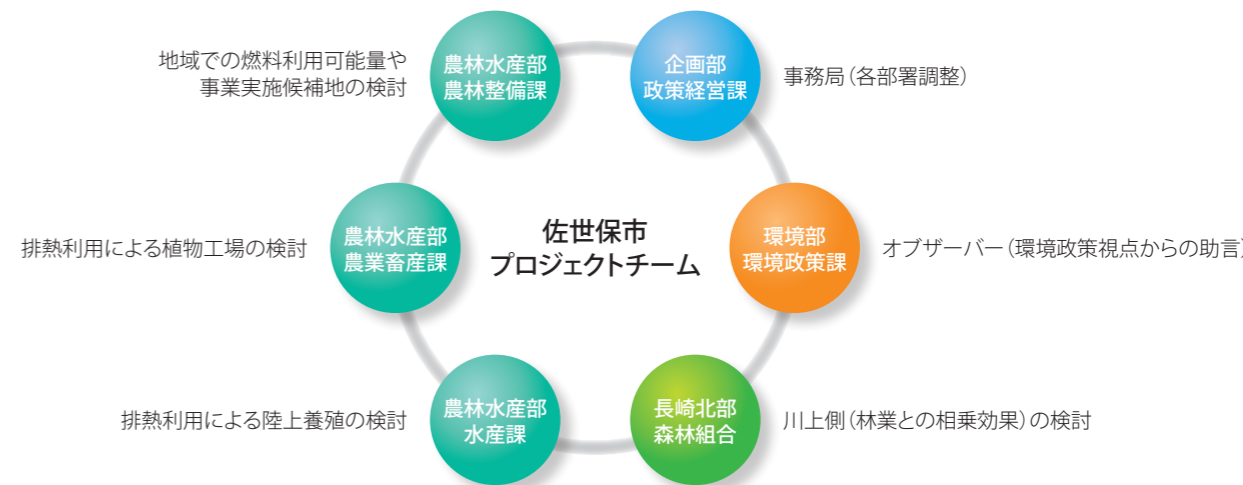 地域での燃料利用可能量や
事業実施候補地の検討
農林水産部
農林整備課
企画部
政策経営課
事務局（各部署調整）
排熱利用による植物工場の検討
農林水産部
農業畜産課
佐世保市
プロジェクトチーム
環境部
環境政策課
オブザーバー（環境政策視点からの助言）
排熱利用による陸上養殖の検討
農林水産部
水産課
長崎北部
森林組合
川上側（林業との相乗効果）の検討